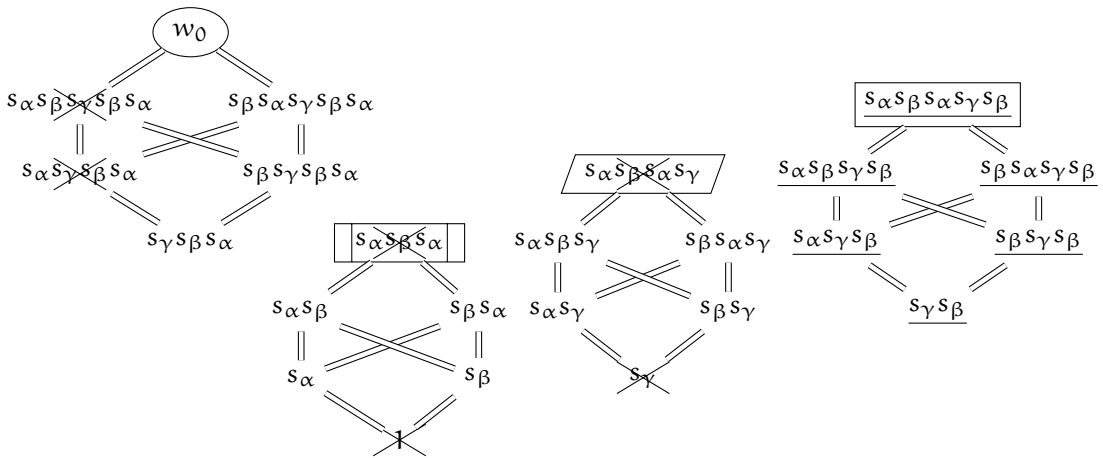 w₀
s_α s_β s_γ s_β s_α s_β s_α s_γ s_β s_α
s_α s_γ s_β s_α s_β s_γ s_β s_α
s_γ s_β s_α
s_α s_β s_α
s_α s_β s_β s_α
s_α s_β
1
s_α s_β s_α s_γ
s_α s_β s_γ s_β s_α s_γ
s_α s_γ s_β s_γ
s_γ
s_α s_β s_α s_γ s_β
s_α s_β s_γ s_β s_β s_α s_γ s_β
s_α s_γ s_β s_β s_γ s_β
s_γ s_β